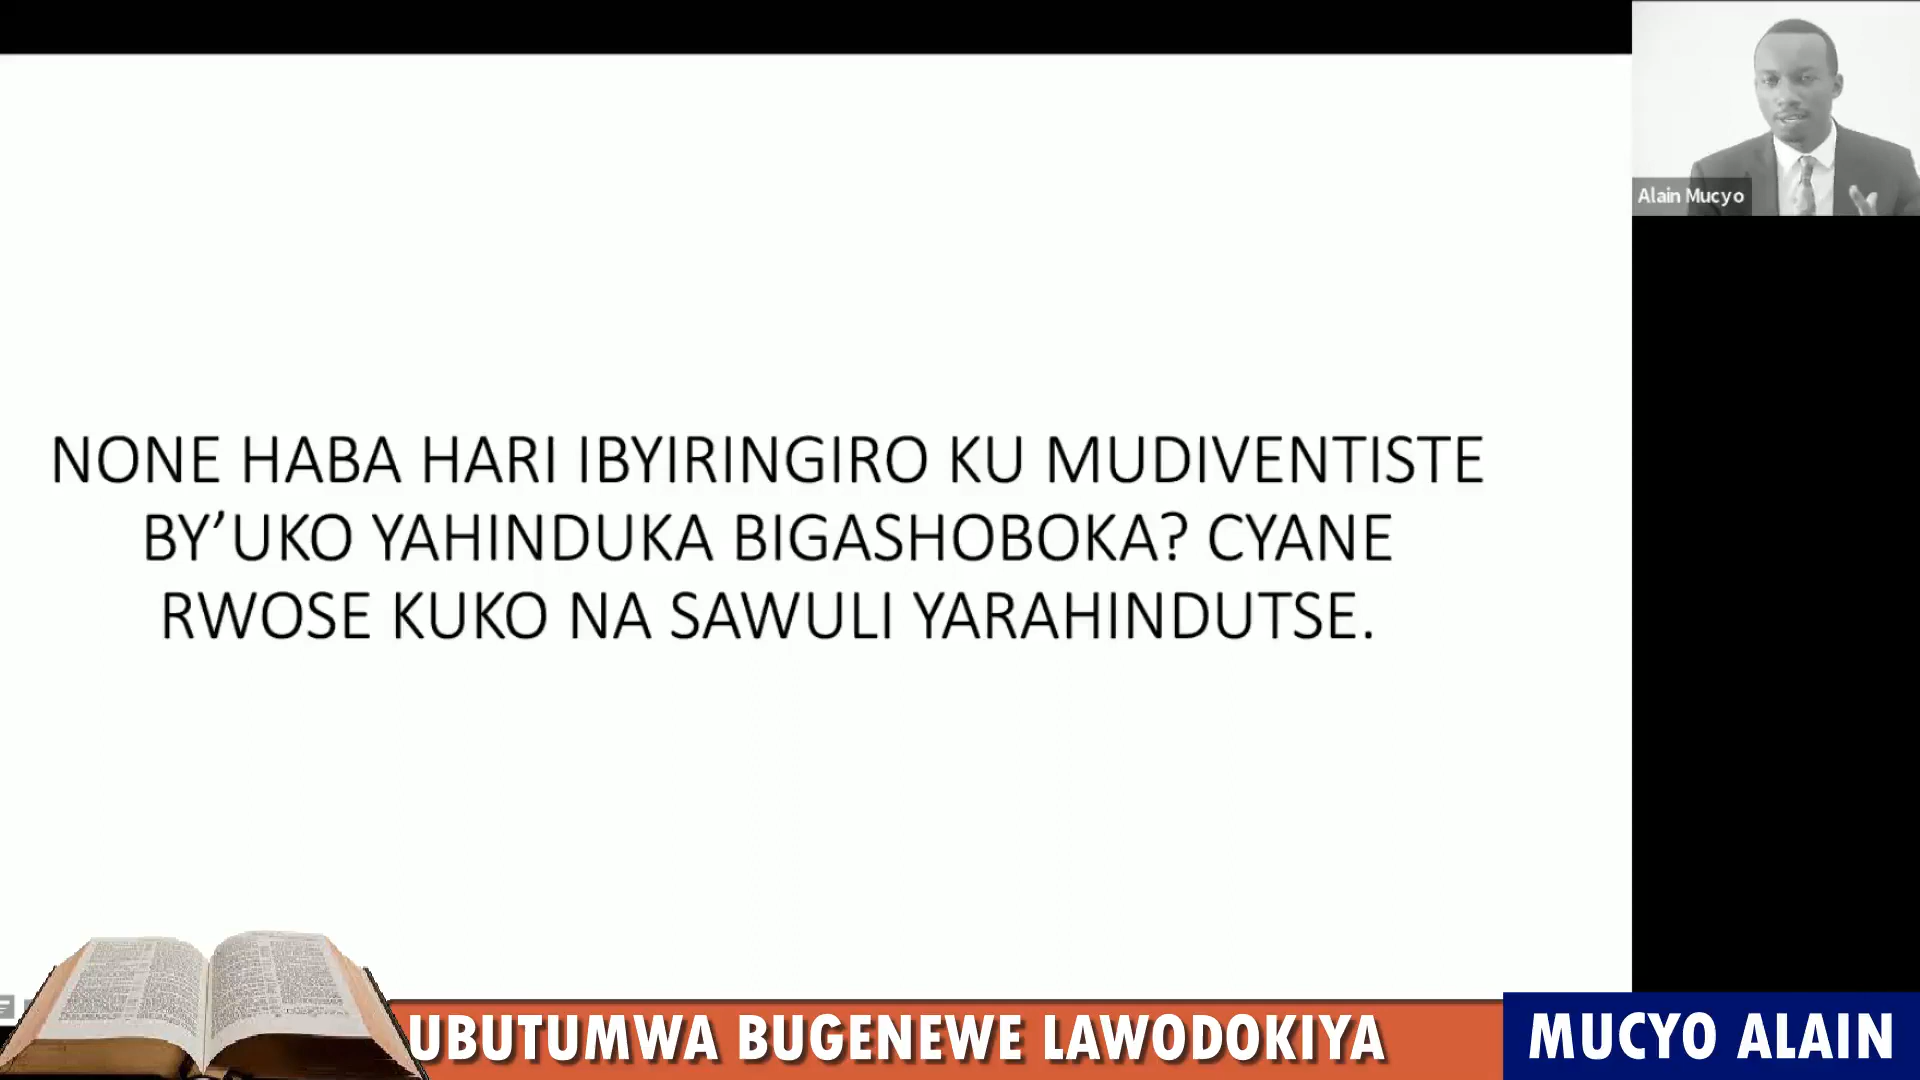 Alain Mucyo
NONE HABA HARI IBYIRINGIRO KU MUDIVENTISTE
BY’UKO YAHINDUKA BIGASHOBOKA? CYANE
RWOSE KUKO NA SAWULI YARAHINDUTSE.
UBUTUMWA BUGENEWE LAWODOKIYA
MUCYO ALAIN